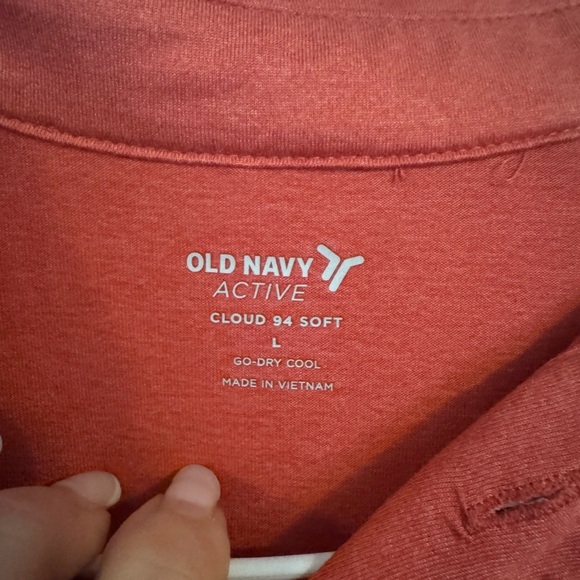 OLD NAVY
ACTIVE
CLOUD 94 SOFT
L
GO-DRY COOL
MADE IN VIETNAM